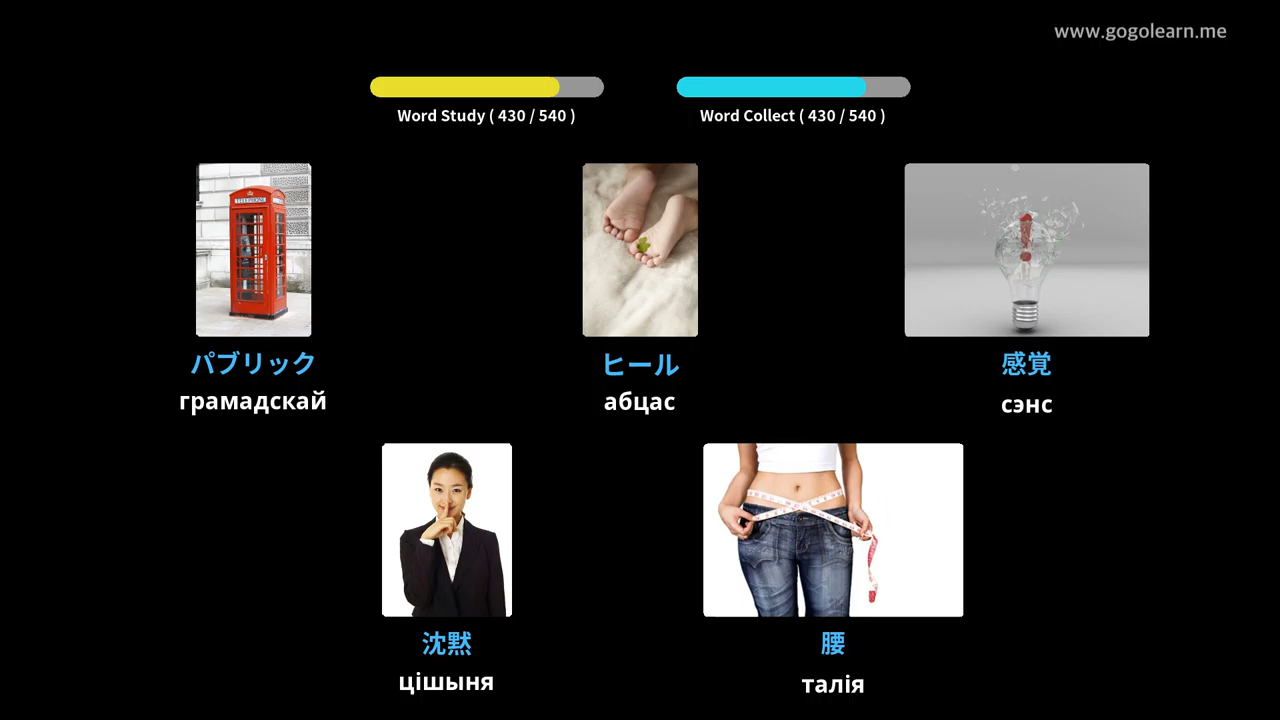 www.gogolearn.me
Word Study ( 430 / 540 )
Word Collect ( 430 / 540 )
TELEPHONE
パブリック
грамадскай
ヒール
абцас
感覚
сэнс
沈黙
цішыня
腰
талія